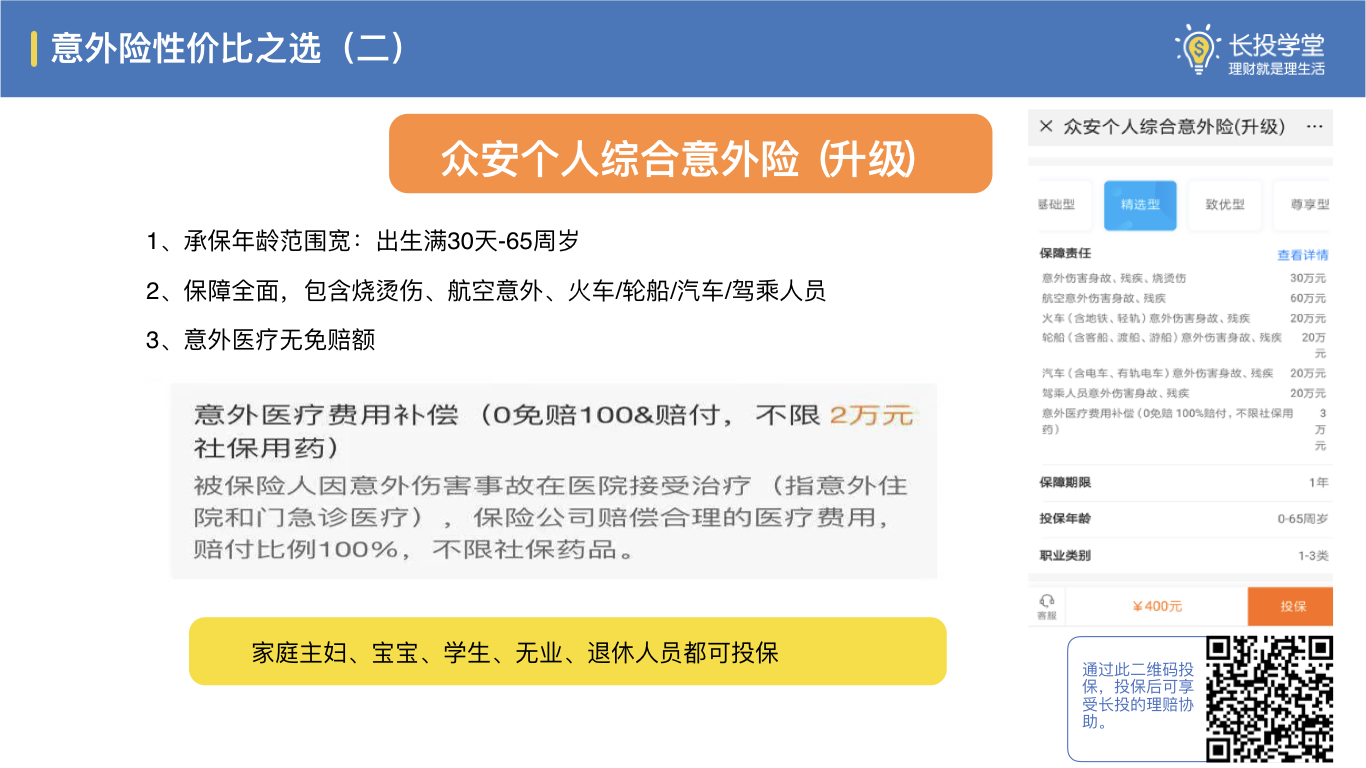 意外险性价比之选（二）
长投学堂
理财就是理生活
众安个人综合意外险 (升级)
1、承保年龄范围宽：出生满30天-65周岁
2、保障全面，包含烧烫伤、航空意外、火车/轮船/汽车/驾乘人员
3、意外医疗无免赔额
意外医疗费用补偿（0免赔100&赔付，不限 2万元
社保用药）
被保险人因意外伤害事故在医院接受治疗（指意外住
院和门急诊医疗），保险公司赔偿合理的医疗费用，
赔付比例100%，不限社保药品。
家庭主妇、宝宝、学生、无业、退休人员都可投保
× 众安个人综合意外险(升级) ···
基础型 精选型 致优型 尊享型
保障责任 查看详情
意外伤害身故、残疾、烧烫伤 30万元
航空意外伤害身故、残疾 60万元
火车（含地铁、轻轨）意外伤害身故、残疾 20万元
轮船（含客船、渡船、游船）意外伤害身故、残疾 20万
元
汽车（含电车、有轨电车）意外伤害身故、残疾 20万元
驾乘人员意外伤害身故、残疾 20万元
意外医疗费用补偿（0免赔 100%赔付，不限社保用 3
药） 万
元
保障期限 1年
投保年龄 0-65周岁
职业类别 1-3类
客服 ￥400元 投保
通过此二维码投
保，投保后可享
受长投的理赔协
助。